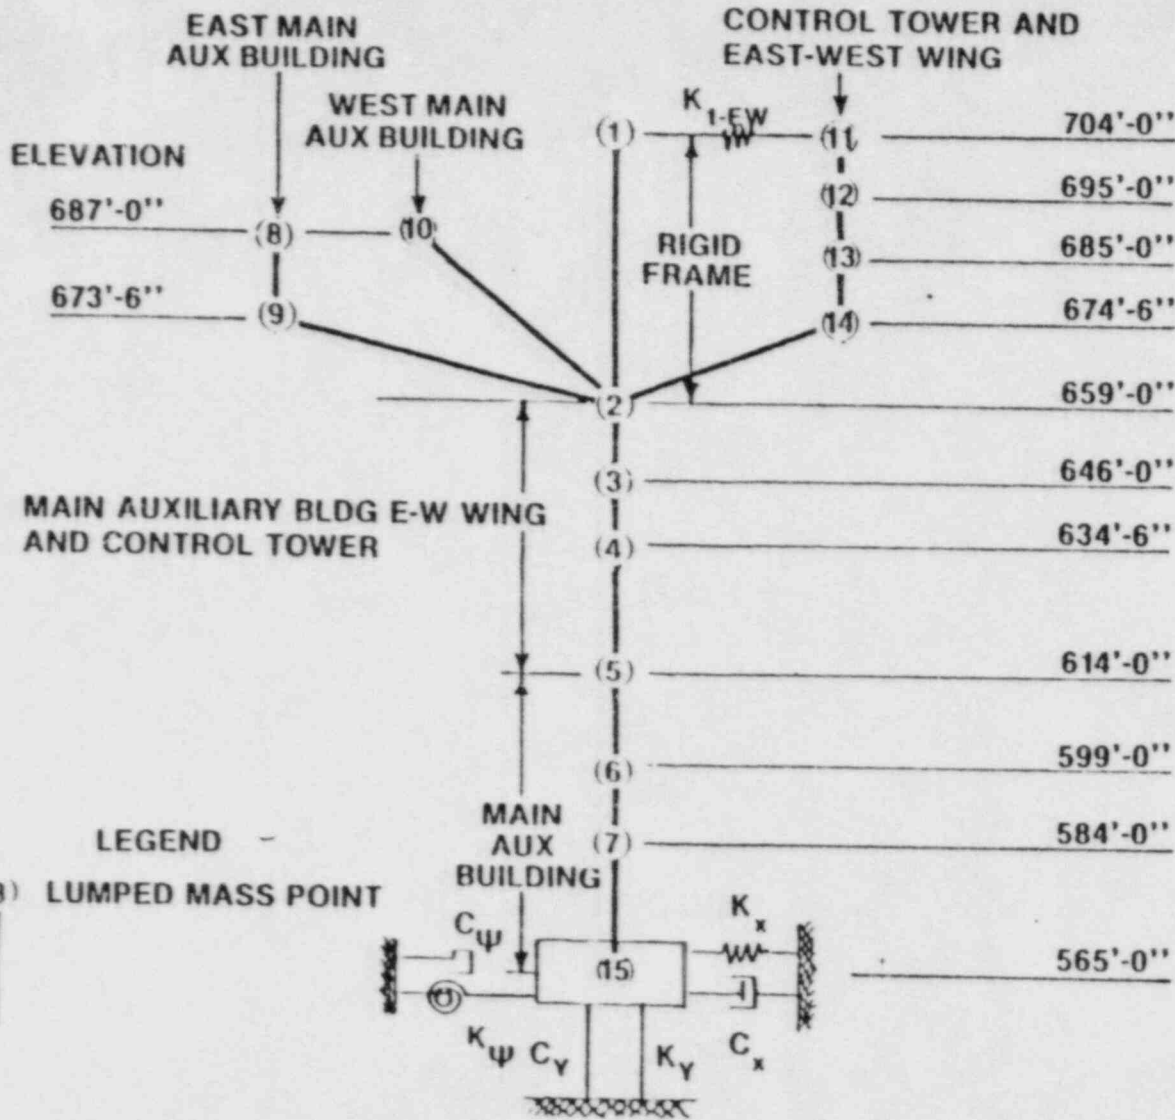 EAST MAIN
AUX BUILDING
CONTROL TOWER AND
EAST-WEST WING
WEST MAIN
AUX BUILDING
K1-EW
(1)
(11)
704'-0''
ELEVATION
(12)
695'-0''
687'-0''
(8)
(10)
RIGID
FRAME
(13)
685'-0''
673'-6''
(9)
(14)
674'-6''
(2)
659'-0''
(3)
646'-0''
MAIN AUXILIARY BLDG E-W WING
AND CONTROL TOWER
(4)
634'-6''
(5)
614'-0''
(6)
599'-0''
MAIN
AUX
BUILDING
(7)
584'-0''
LEGEND
LUMPED MASS POINT
Cψ
Kx
(15)
565'-0''
Kψ
CY
KY
Cx